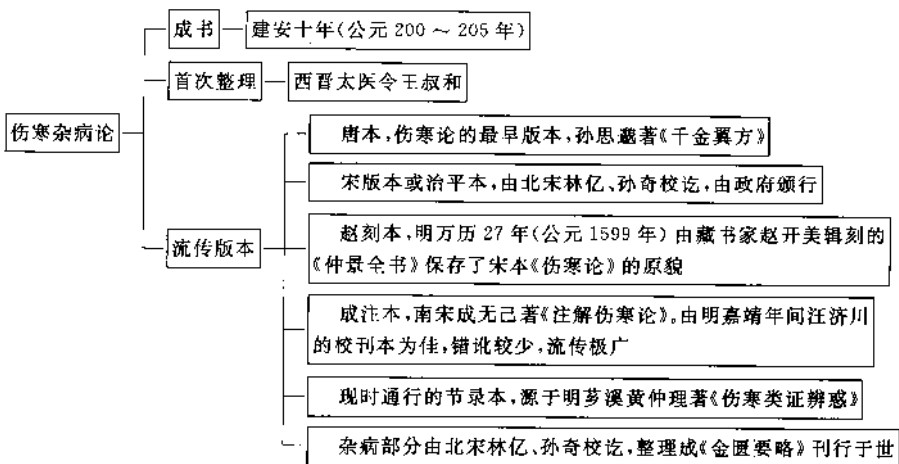 成书
建安十年(公元 200 ~ 205 年)
首次整理
西晋太医令王叔和
伤寒杂病论
唐本,伤寒论的最早版本,孙思邈著《千金翼方》
宋版本或治平本,由北宋林亿、孙奇校讫,由政府颁行
赵刻本,明万历 27 年(公元 1599 年) 由藏书家赵开美辑刻的
《仲景全书》保存了宋本《伤寒论》的原貌
流传版本
成注本,南宋成无己著《注解伤寒论》。由明嘉靖年间汪济川
的校刊本为佳,错讹较少,流传极广
现时通行的节录本,源于明芗溪黄仲理著《伤寒类证辨惑》
杂病部分由北宋林亿、孙奇校讫,整理成《金匮要略》刊行于世